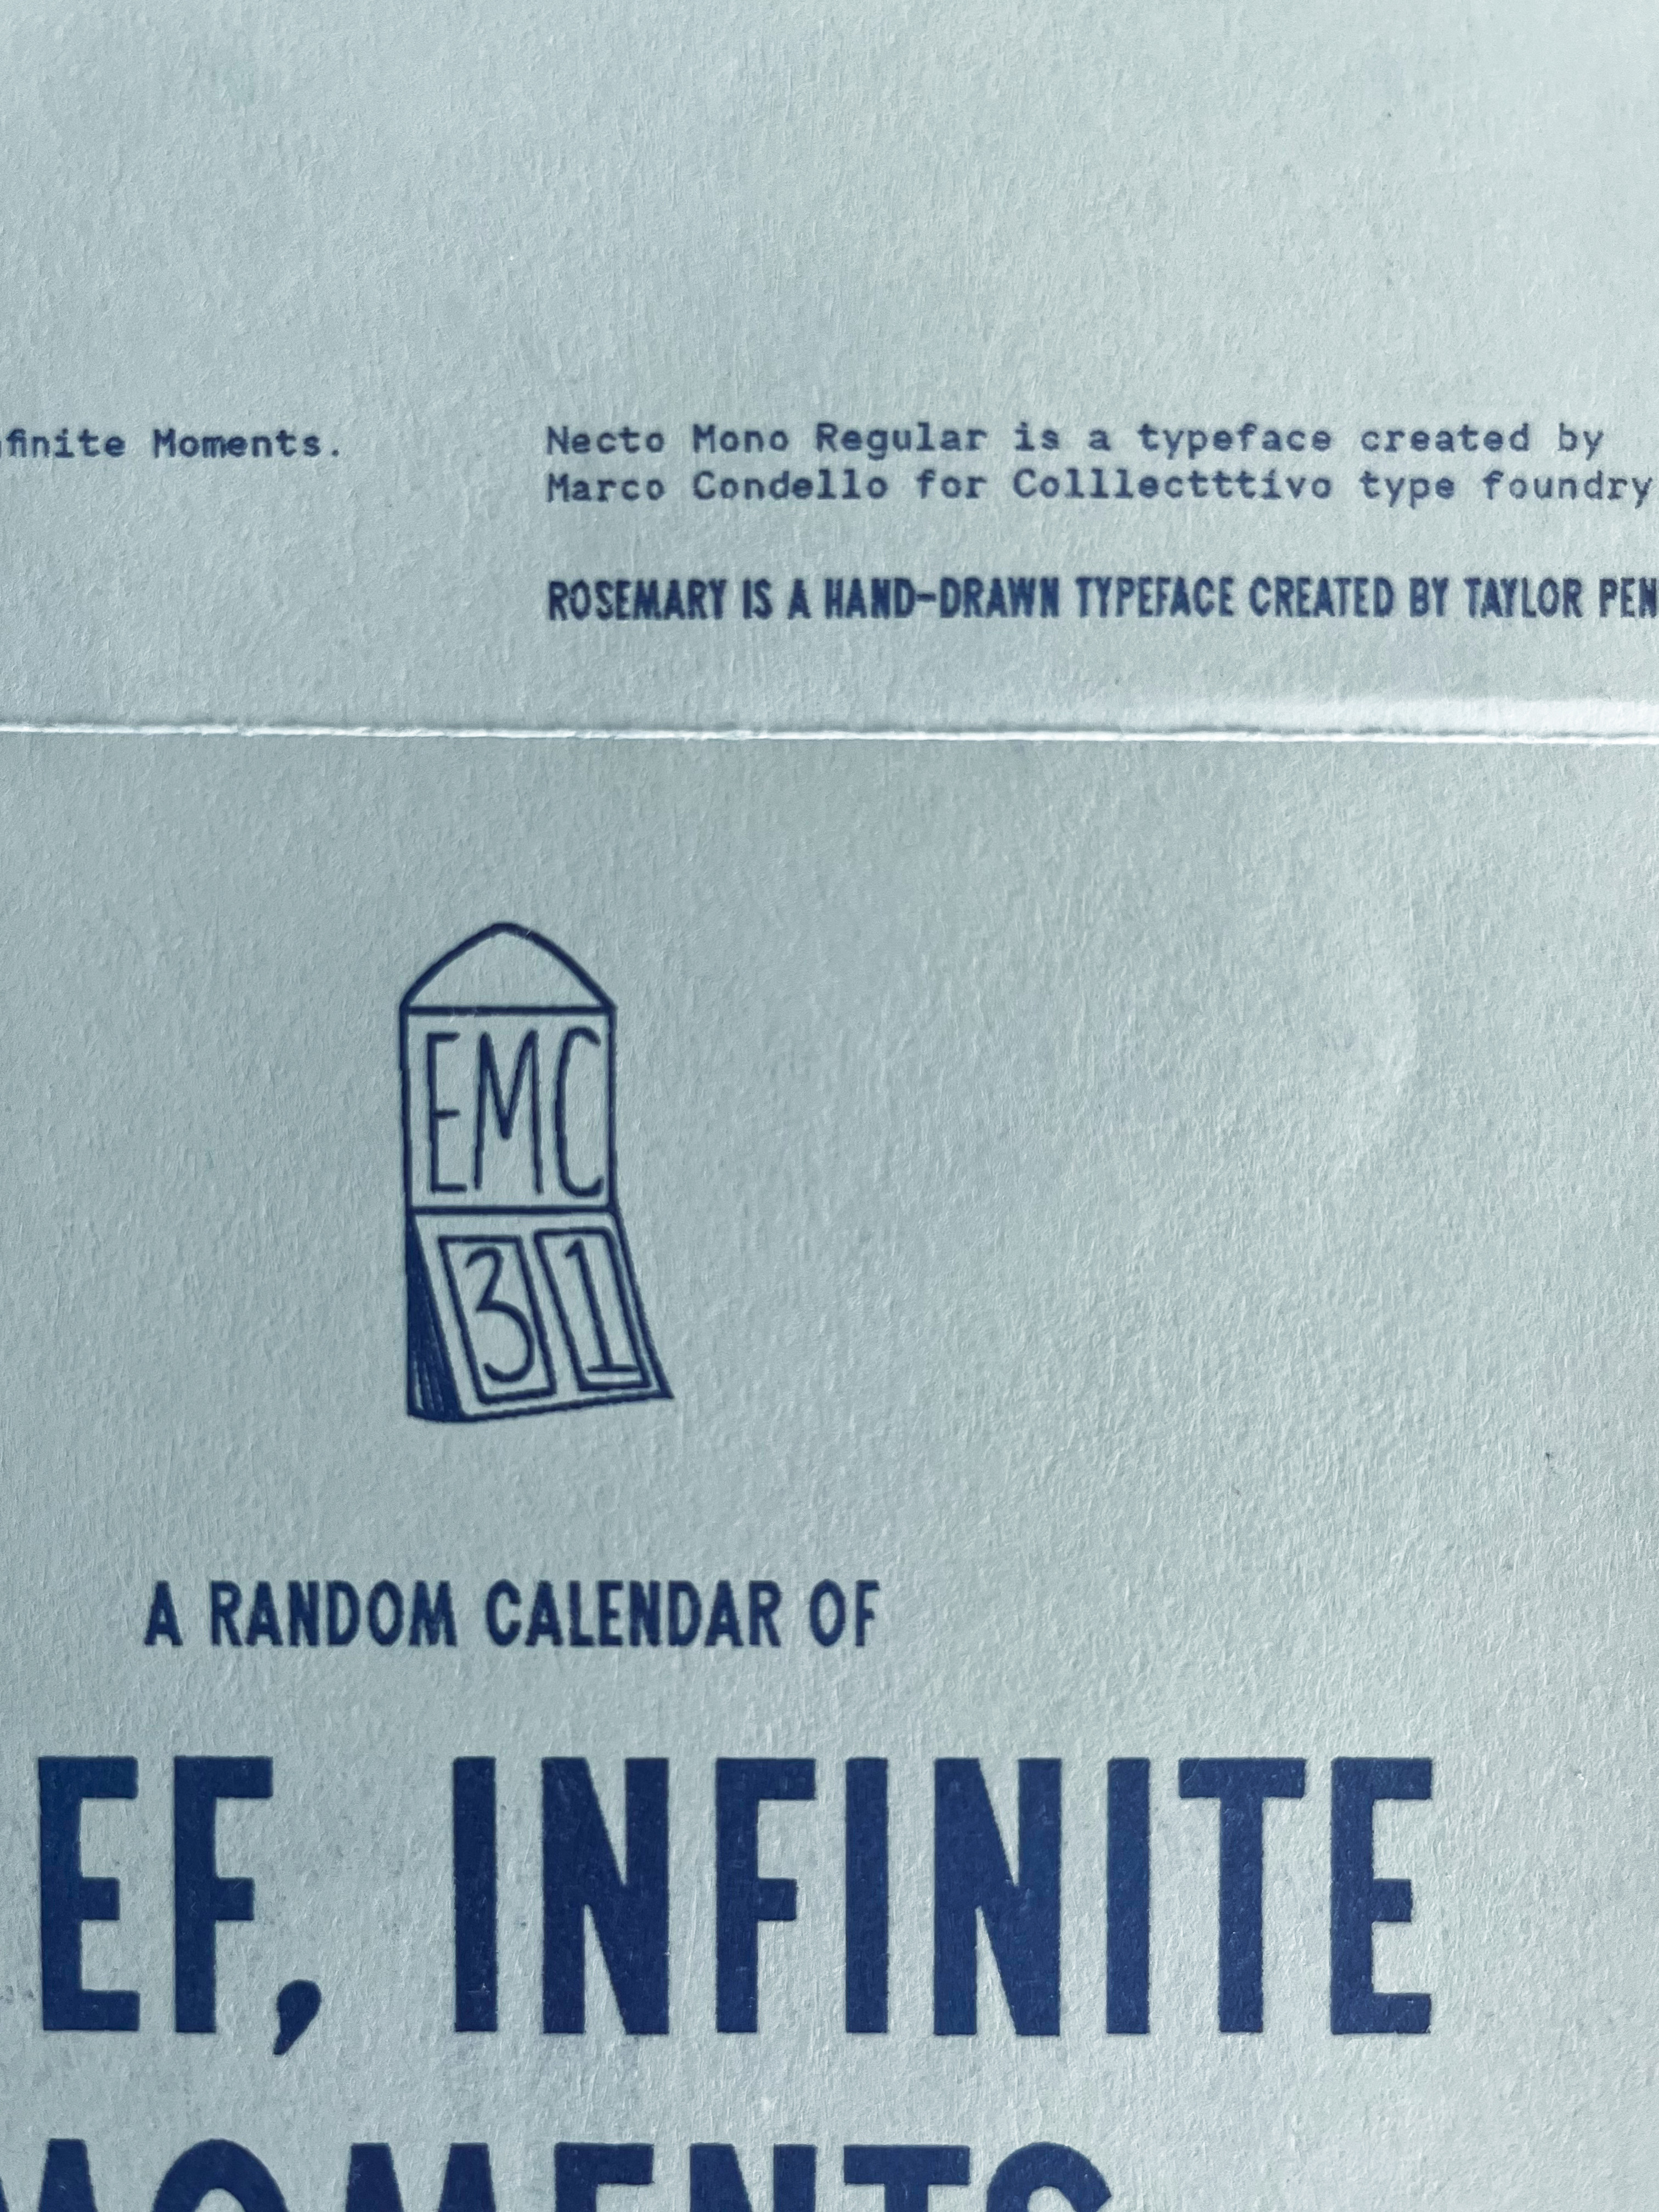 finite Moments.
Necto Mono Regular is a typeface created by
Marco Condello for Colllectttivo type foundry
ROSEMARY IS A HAND-DRAWN TYPEFACE CREATED BY TAYLOR PEN
EMC
31
A RANDOM CALENDAR OF
EF, INFINITE
MOMENTS